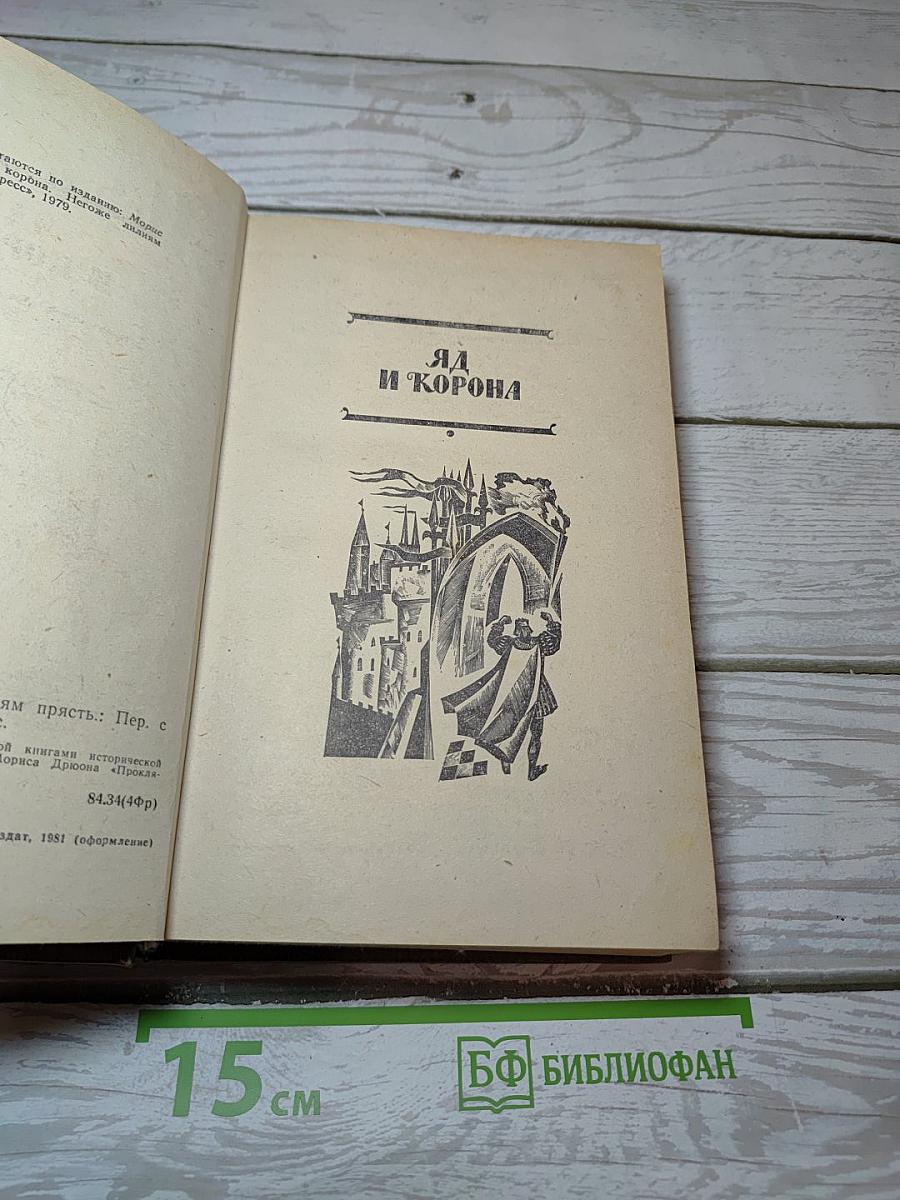 таются по изданию: Морис
корона. Негоже лилиям
ресс», 1979.
ям прясть.: Пер. с
с.
ой книгами исторической
Мориса Дрюона «Прокля-
84.34(4Фр)
здат, 1981 (оформление)
ЯД
И КОРОНА
15 см
БФ БИБЛИОФАН